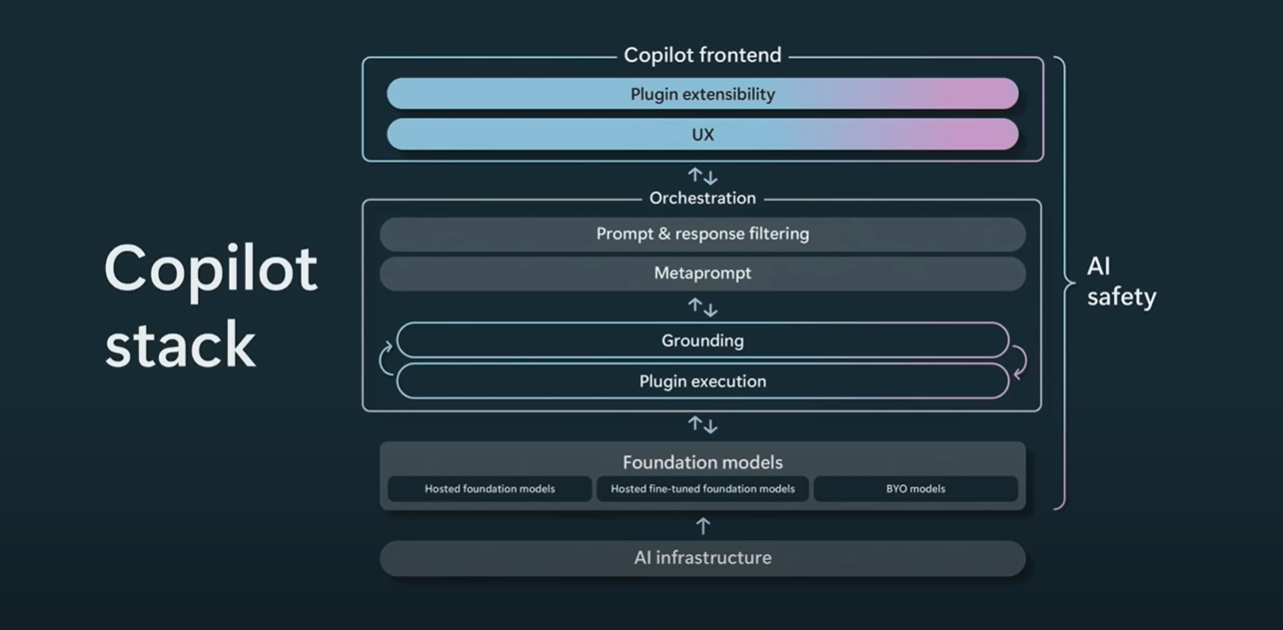 Copilot
stack
Copilot frontend
Plugin extensibility
UX
Orchestration
Prompt & response filtering
Metaprompt
Grounding
Plugin execution
Foundation models
Hosted foundation models
Hosted fine-tuned foundation models
BYO models
AI infrastructure
AI
safety